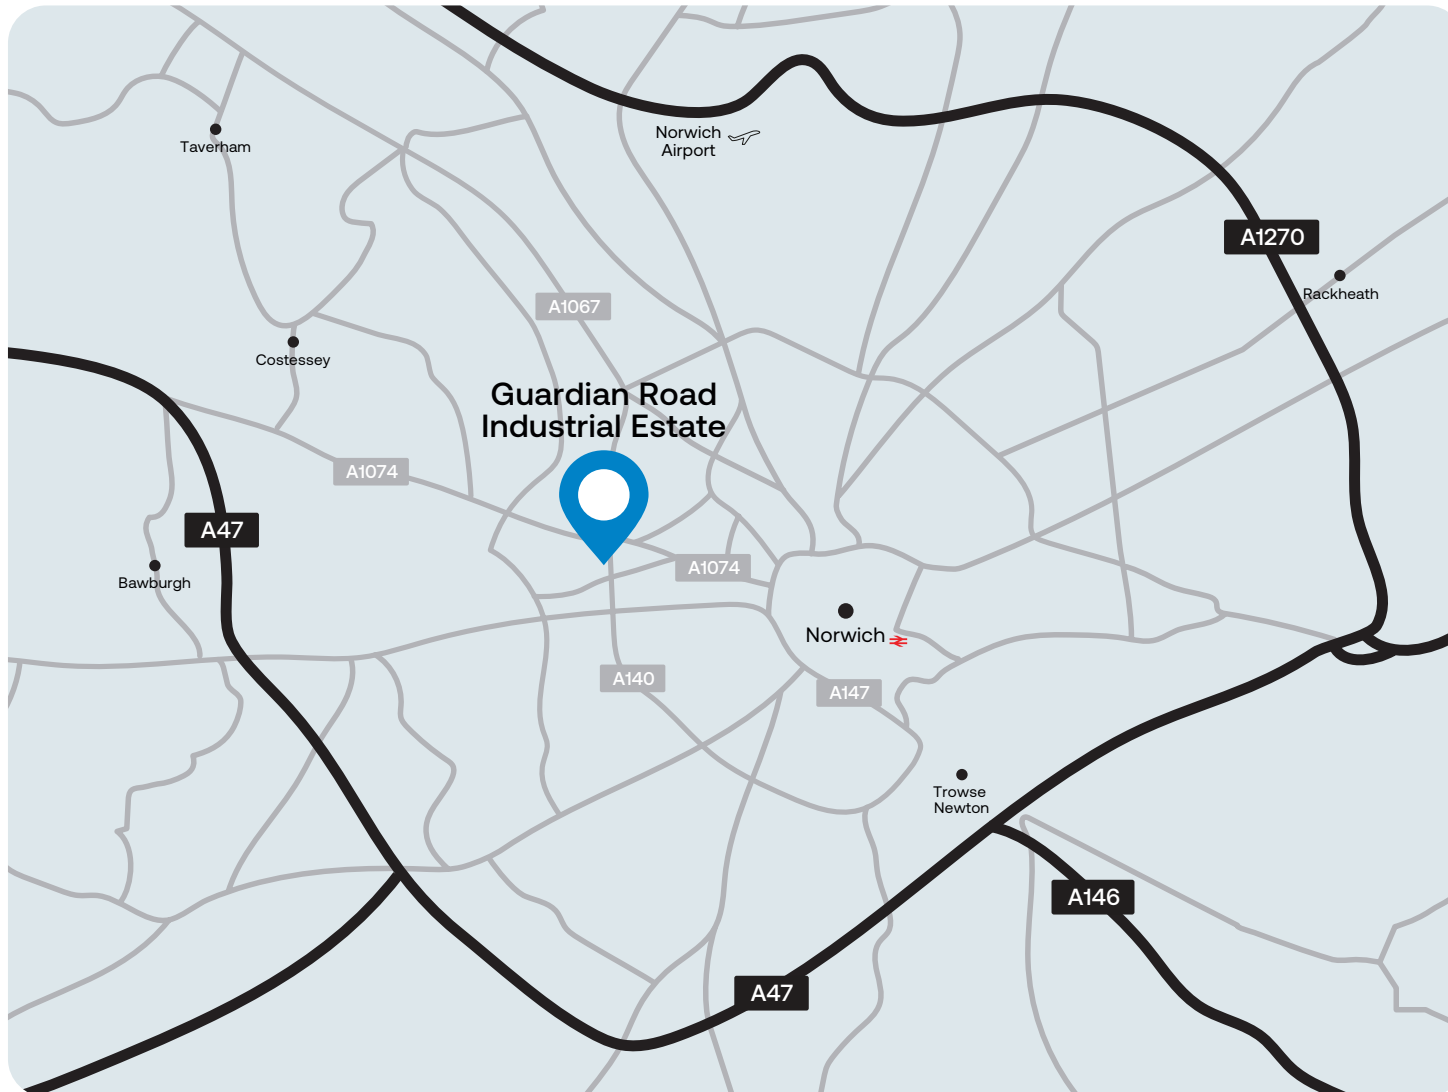 Norwich
Airport
Taverham
A1270
Rackheath
A1067
Costessey
Guardian Road
Industrial Estate
A1074
A47
A1074
Bawburgh
Norwich
A140
A147
Trowse
Newton
A146
A47